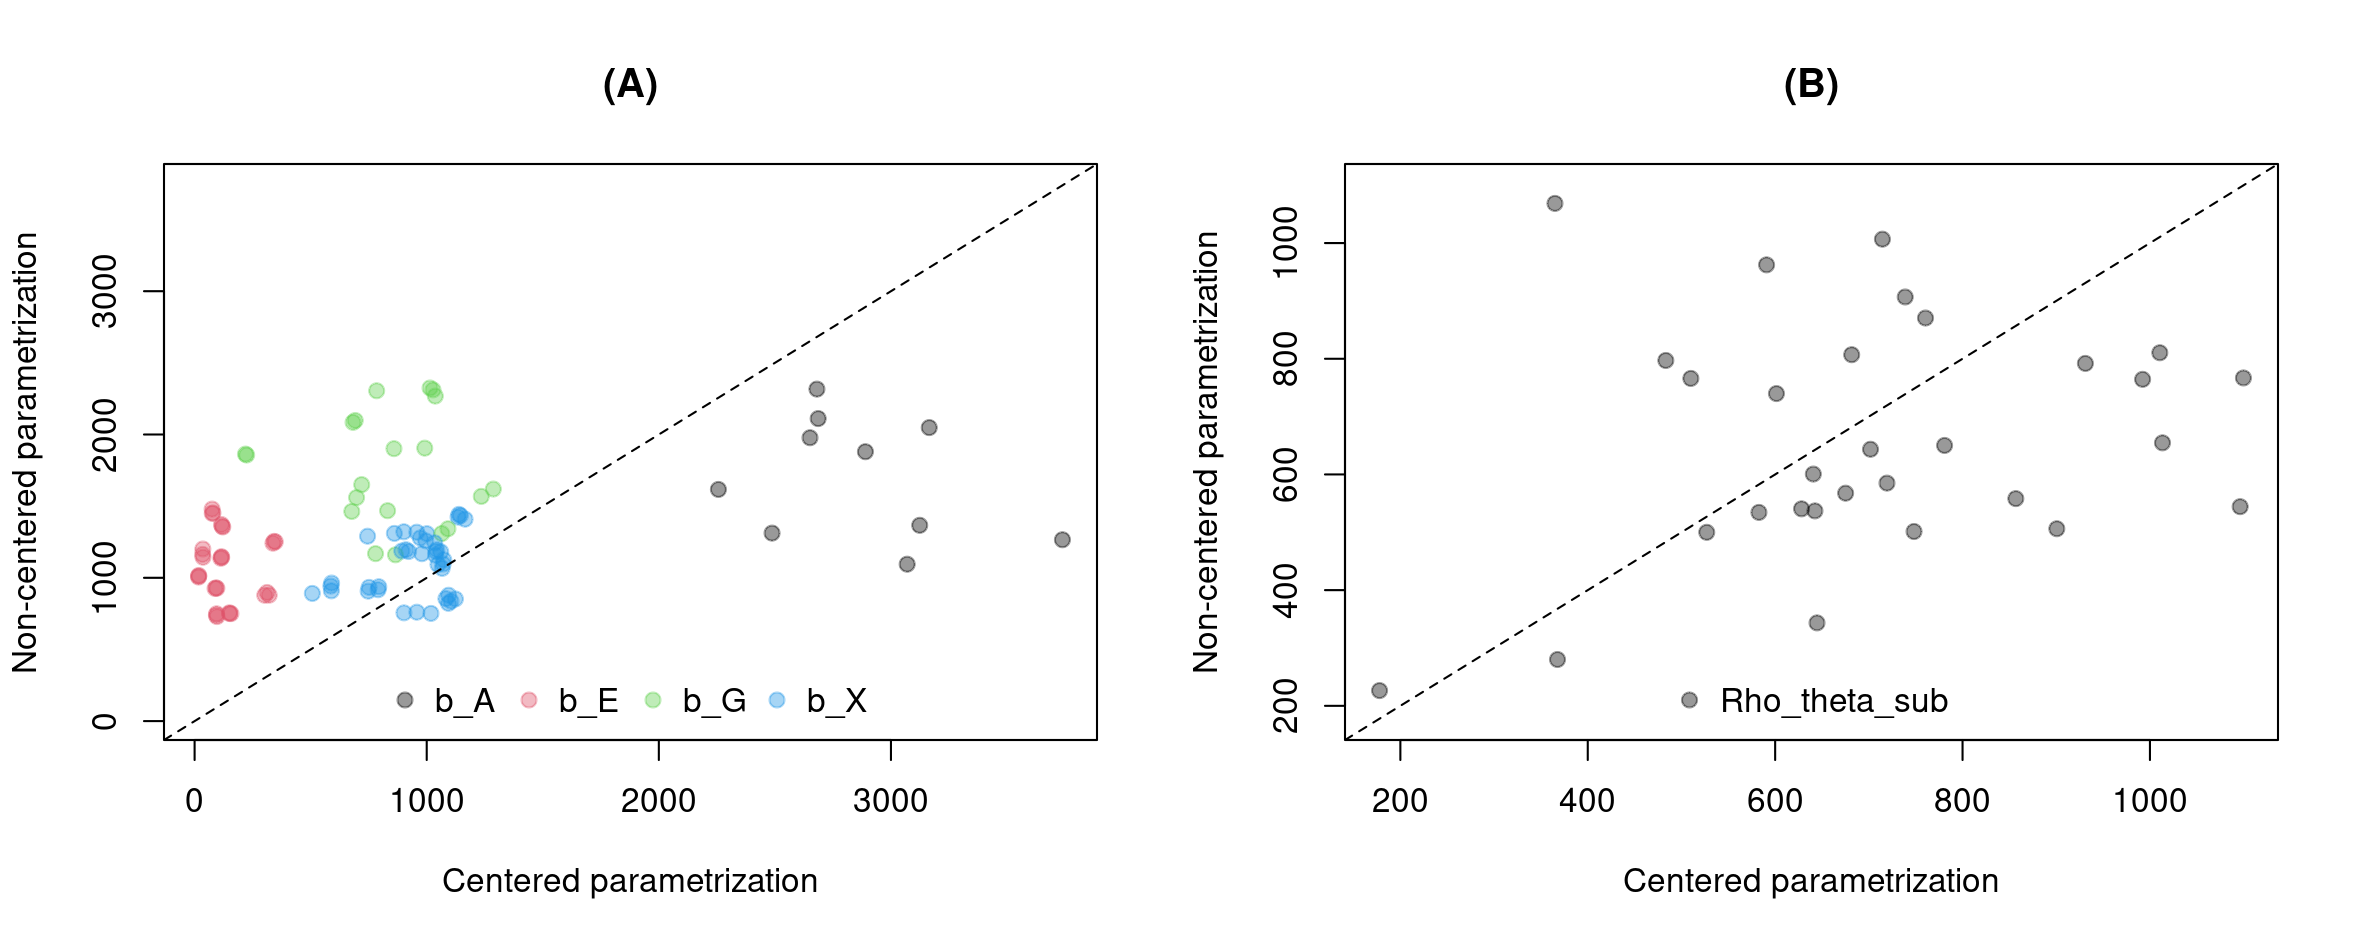 (A)
Non-centered parametrization
3000
2000
1000
0
b_A b_E b_G b_X
0 1000 2000 3000
Centered parametrization
(B)
Non-centered parametrization
1000
800
600
400
200
Rho_theta_sub
200 400 600 800 1000
Centered parametrization